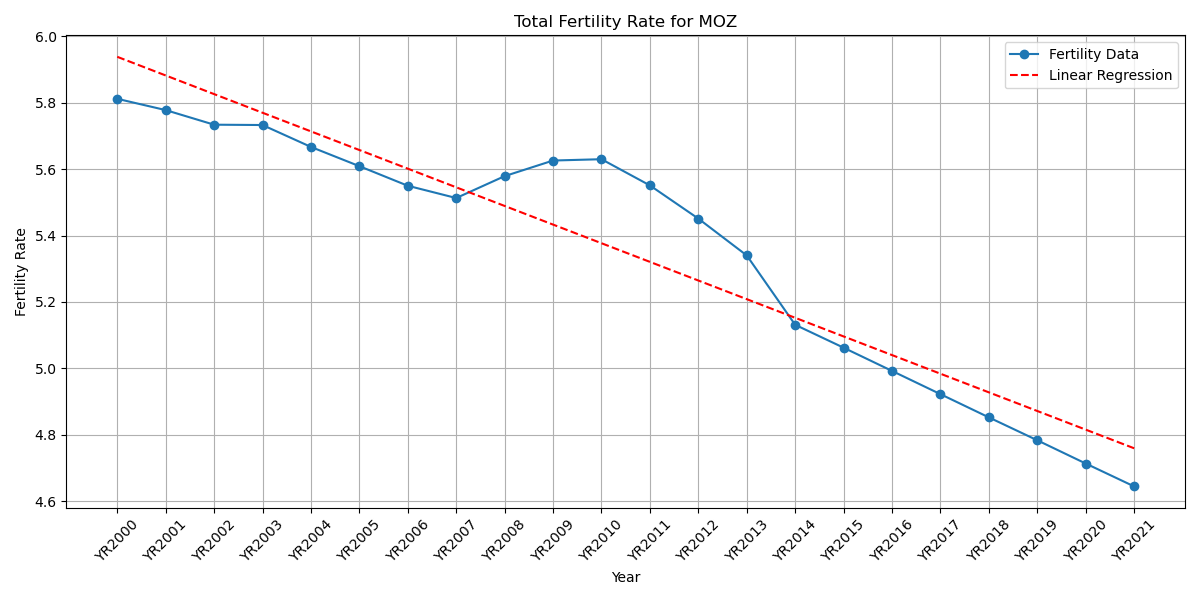 Total Fertility Rate for MOZ
Fertility Data
Linear Regression
Fertility Rate
6.0
5.8
5.6
5.4
5.2
5.0
4.8
4.6
YR2000
YR2001
YR2002
YR2003
YR2004
YR2005
YR2006
YR2007
YR2008
YR2009
YR2010
YR2011
YR2012
YR2013
YR2014
YR2015
YR2016
YR2017
YR2018
YR2019
YR2020
YR2021
Year